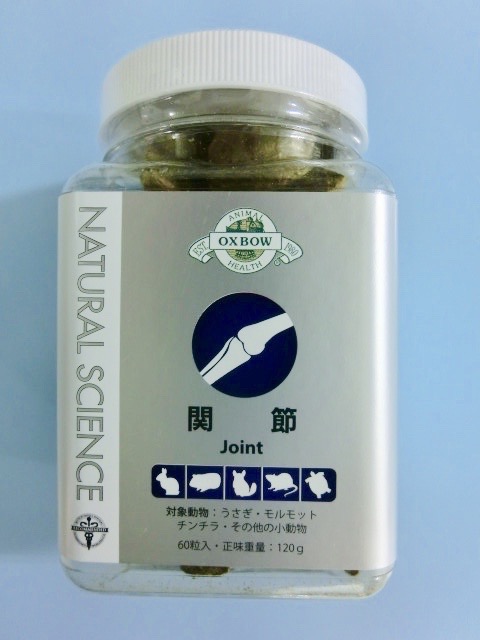 ANIMAL
EST. OXBOW 1980
HEALTH
NATURAL SCIENCE
関 節
Joint
対象動物：うさぎ・モルモット
チンチラ・その他の小動物
60粒入・正味重量：120g
RECOMMENDED